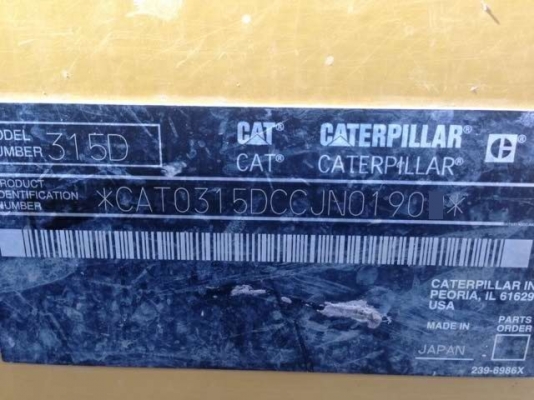 MODEL NUMBER 315D
CAT® CATERPILLAR® C®
CAT® CATERPILLAR®
PRODUCT IDENTIFICATION NUMBER *CAT0315DCCJN0190 *
CATERPILLAR IN
PEORIA, IL 61629
USA
MADE IN
PARTS ORDER
JAPAN
239-6986X